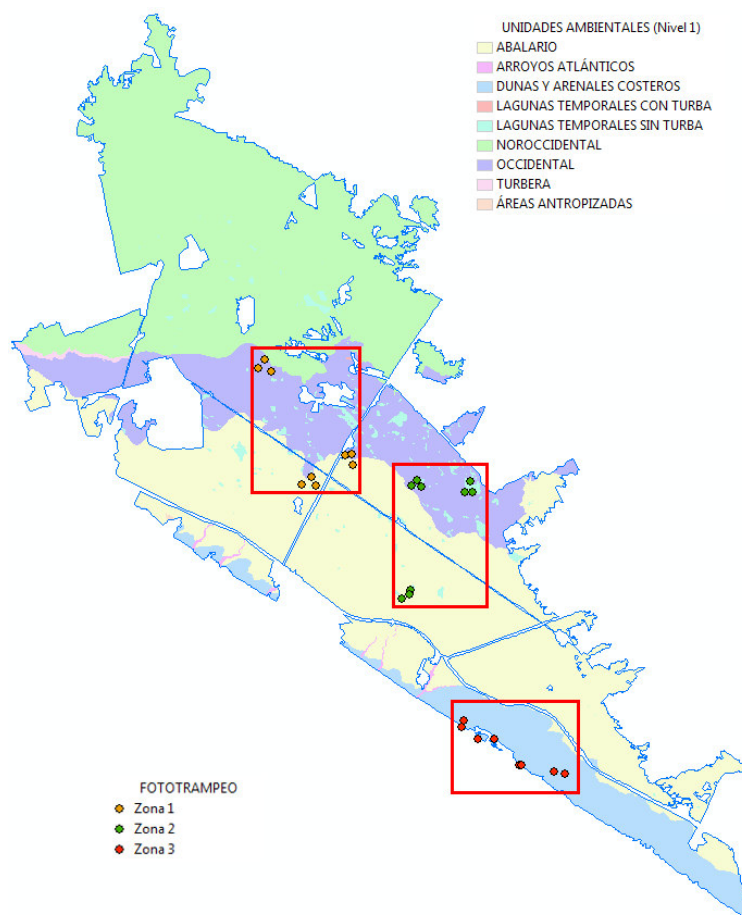 UNIDADES AMBIENTALES (Nivel 1)
ABALARIO
ARROYOS ATLÁNTICOS
DUNAS Y ARENALES COSTEROS
LAGUNAS TEMPORALES CON TURBA
LAGUNAS TEMPORALES SIN TURBA
NOROCCIDENTAL
OCCIDENTAL
TURBERA
ÁREAS ANTROPIZADAS
FOTOTRAMPEO
Zona 1
Zona 2
Zona 3